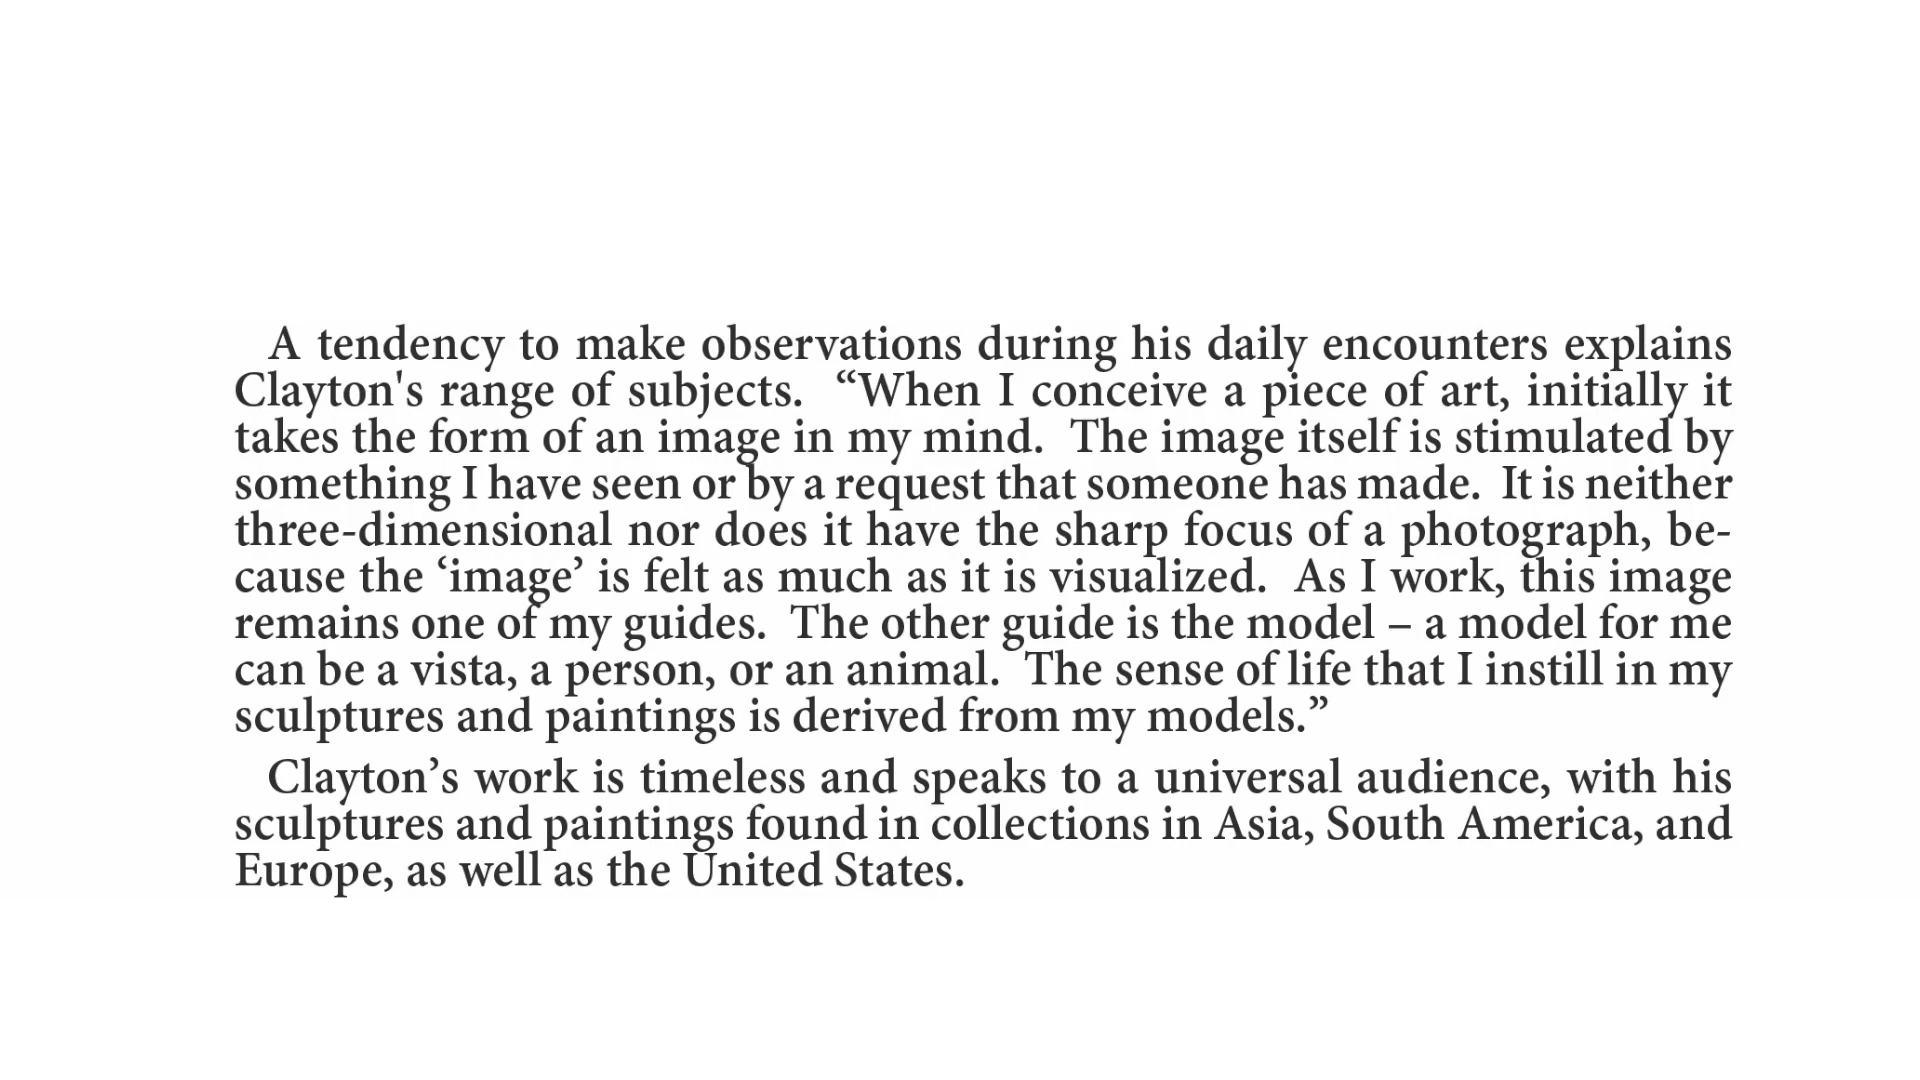 A tendency to make observations during his daily encounters explains
Clayton's range of subjects.  “When I conceive a piece of art, initially it
takes the form of an image in my mind.  The image itself is stimulated by
something I have seen or by a request that someone has made.  It is neither
three-dimensional nor does it have the sharp focus of a photograph, be-
cause the ‘image’ is felt as much as it is visualized.  As I work, this image
remains one of my guides.  The other guide is the model – a model for me
can be a vista, a person, or an animal.  The sense of life that I instill in my
sculptures and paintings is derived from my models.”
Clayton’s work is timeless and speaks to a universal audience, with his
sculptures and paintings found in collections in Asia, South America, and
Europe, as well as the United States.